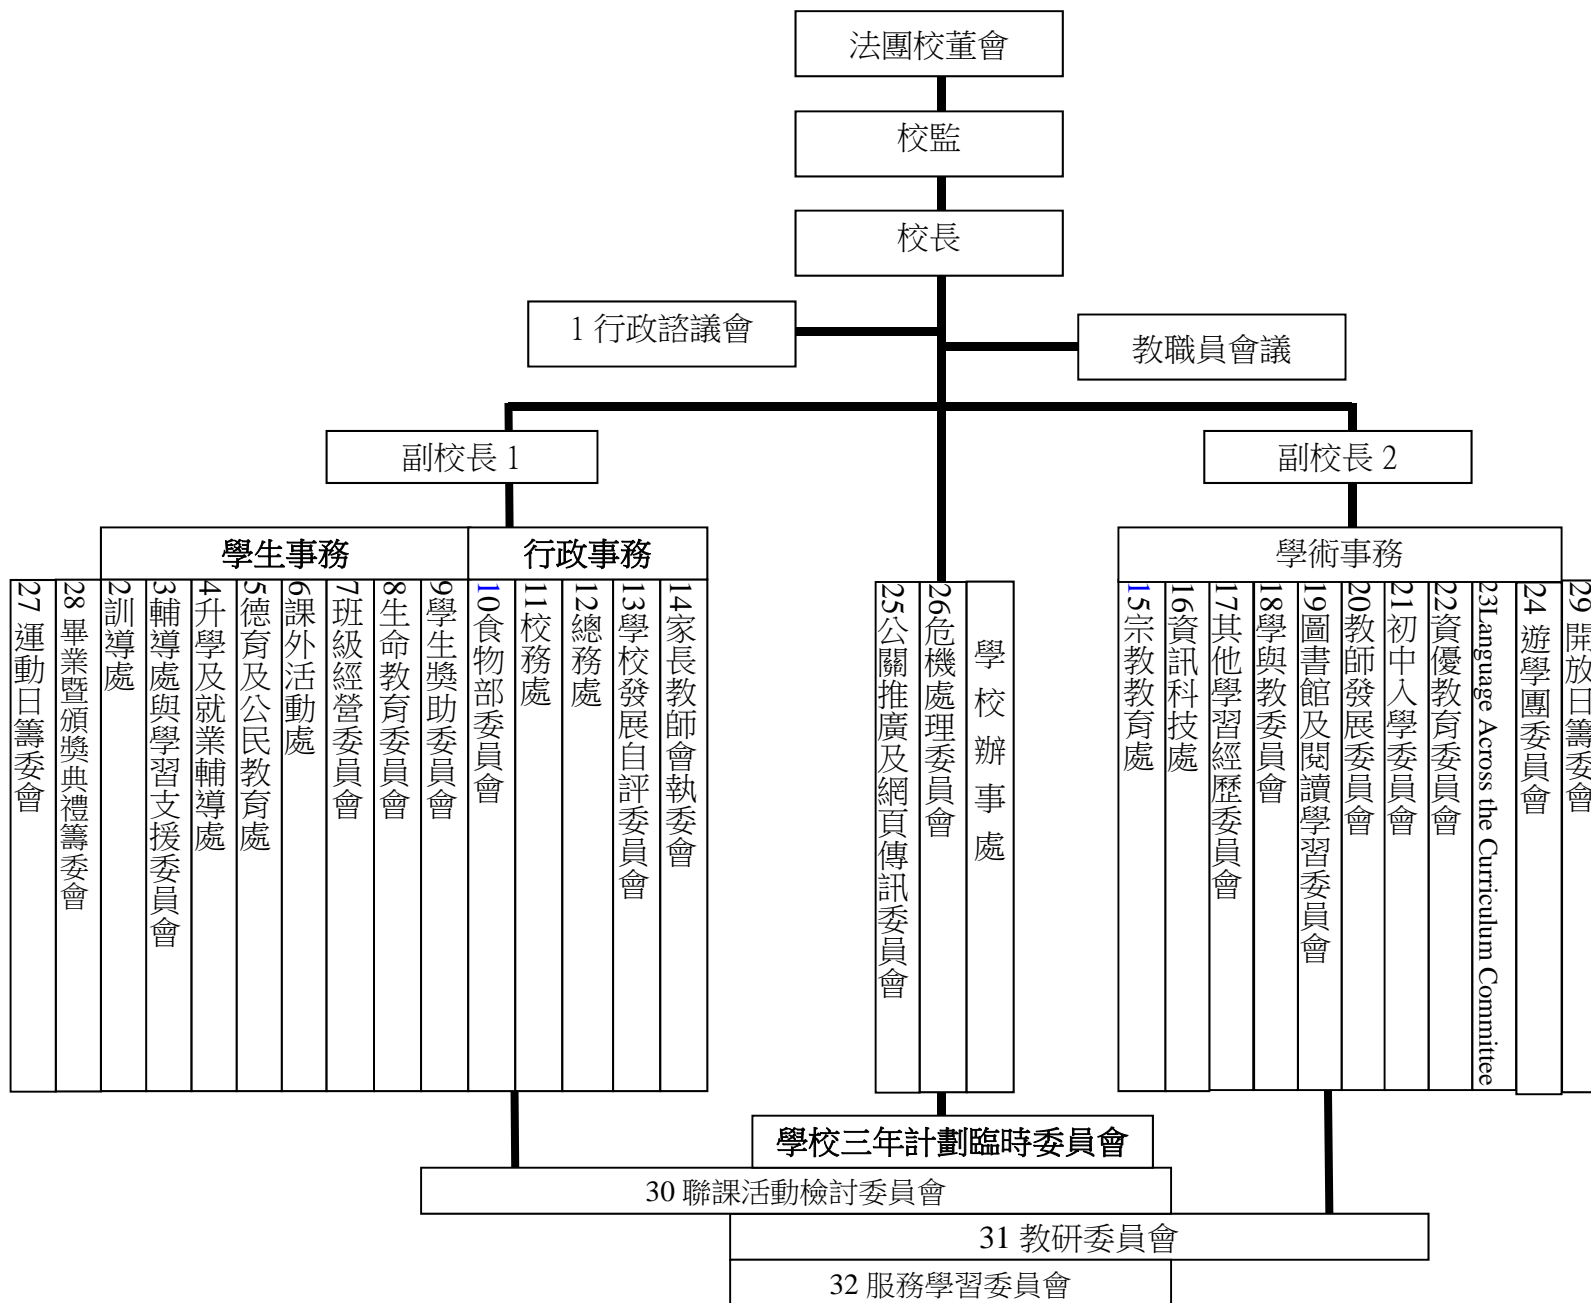 法團校董會
校監
校長
1 行政諮議會
教職員會議
副校長 1
副校長 2
學生事務
行政事務
學術事務
27 運動日籌委會
28 畢業暨頒獎典禮籌委會
2訓導處
3輔導處與學習支援委員會
4升學及就業輔導處
5德育及公民教育處
6課外活動處
7班級經營委員會
8生命教育委員會
9學生獎助委員會
10食物部委員會
11校務處
12總務處
13學校發展自評委員會
14家長教師會執委會
25公關推廣及網頁傳訊委員會
26危機處理委員會
學校辦事處
15宗教教育處
16資訊科技處
17其他學習經歷委員會
18學與教委員會
19圖書館及閱讀學習委員會
20教師發展委員會
21初中入學委員會
22資優教育委員會
23Language Across the Curriculum Committee
24 遊學團委員會
29 開放日籌委會
學校三年計劃臨時委員會
30 聯課活動檢討委員會
31 教研委員會
32 服務學習委員會